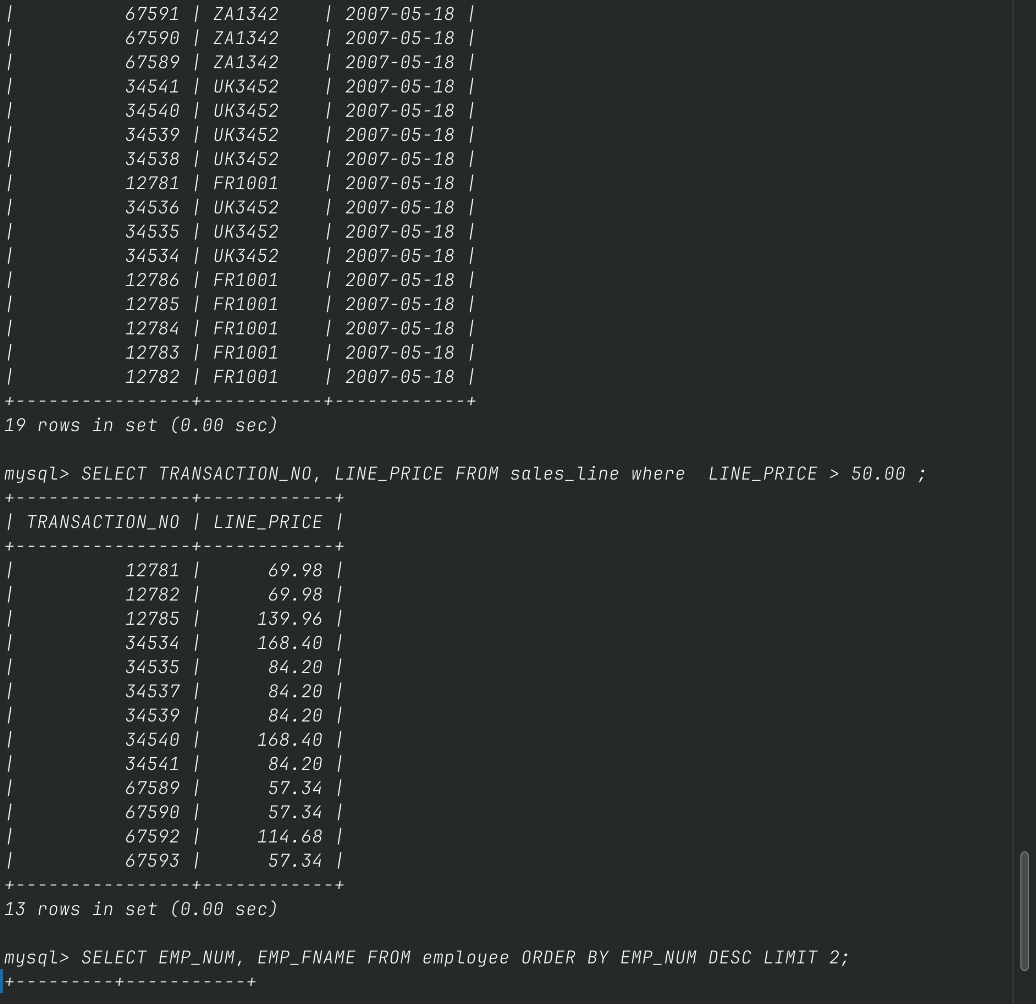 |          67591 | ZA1342    | 2007-05-18 |
|          67590 | ZA1342    | 2007-05-18 |
|          67589 | ZA1342    | 2007-05-18 |
|          34541 | UK3452    | 2007-05-18 |
|          34540 | UK3452    | 2007-05-18 |
|          34539 | UK3452    | 2007-05-18 |
|          34538 | UK3452    | 2007-05-18 |
|          12781 | FR1001    | 2007-05-18 |
|          34536 | UK3452    | 2007-05-18 |
|          34535 | UK3452    | 2007-05-18 |
|          34534 | UK3452    | 2007-05-18 |
|          12786 | FR1001    | 2007-05-18 |
|          12785 | FR1001    | 2007-05-18 |
|          12784 | FR1001    | 2007-05-18 |
|          12783 | FR1001    | 2007-05-18 |
|          12782 | FR1001    | 2007-05-18 |
+----------------+-----------+------------+
19 rows in set (0.00 sec)
mysql> SELECT TRANSACTION_NO, LINE_PRICE FROM sales_line where  LINE_PRICE > 50.00 ;
+----------------+------------+
| TRANSACTION_NO | LINE_PRICE |
+----------------+------------+
|          12781 |      69.98 |
|          12782 |      69.98 |
|          12785 |     139.96 |
|          34534 |     168.40 |
|          34535 |      84.20 |
|          34537 |      84.20 |
|          34539 |      84.20 |
|          34540 |     168.40 |
|          34541 |      84.20 |
|          67589 |      57.34 |
|          67590 |      57.34 |
|          67592 |     114.68 |
|          67593 |      57.34 |
+----------------+------------+
13 rows in set (0.00 sec)
mysql> SELECT EMP_NUM, EMP_FNAME FROM employee ORDER BY EMP_NUM DESC LIMIT 2;
+---------+-----------+